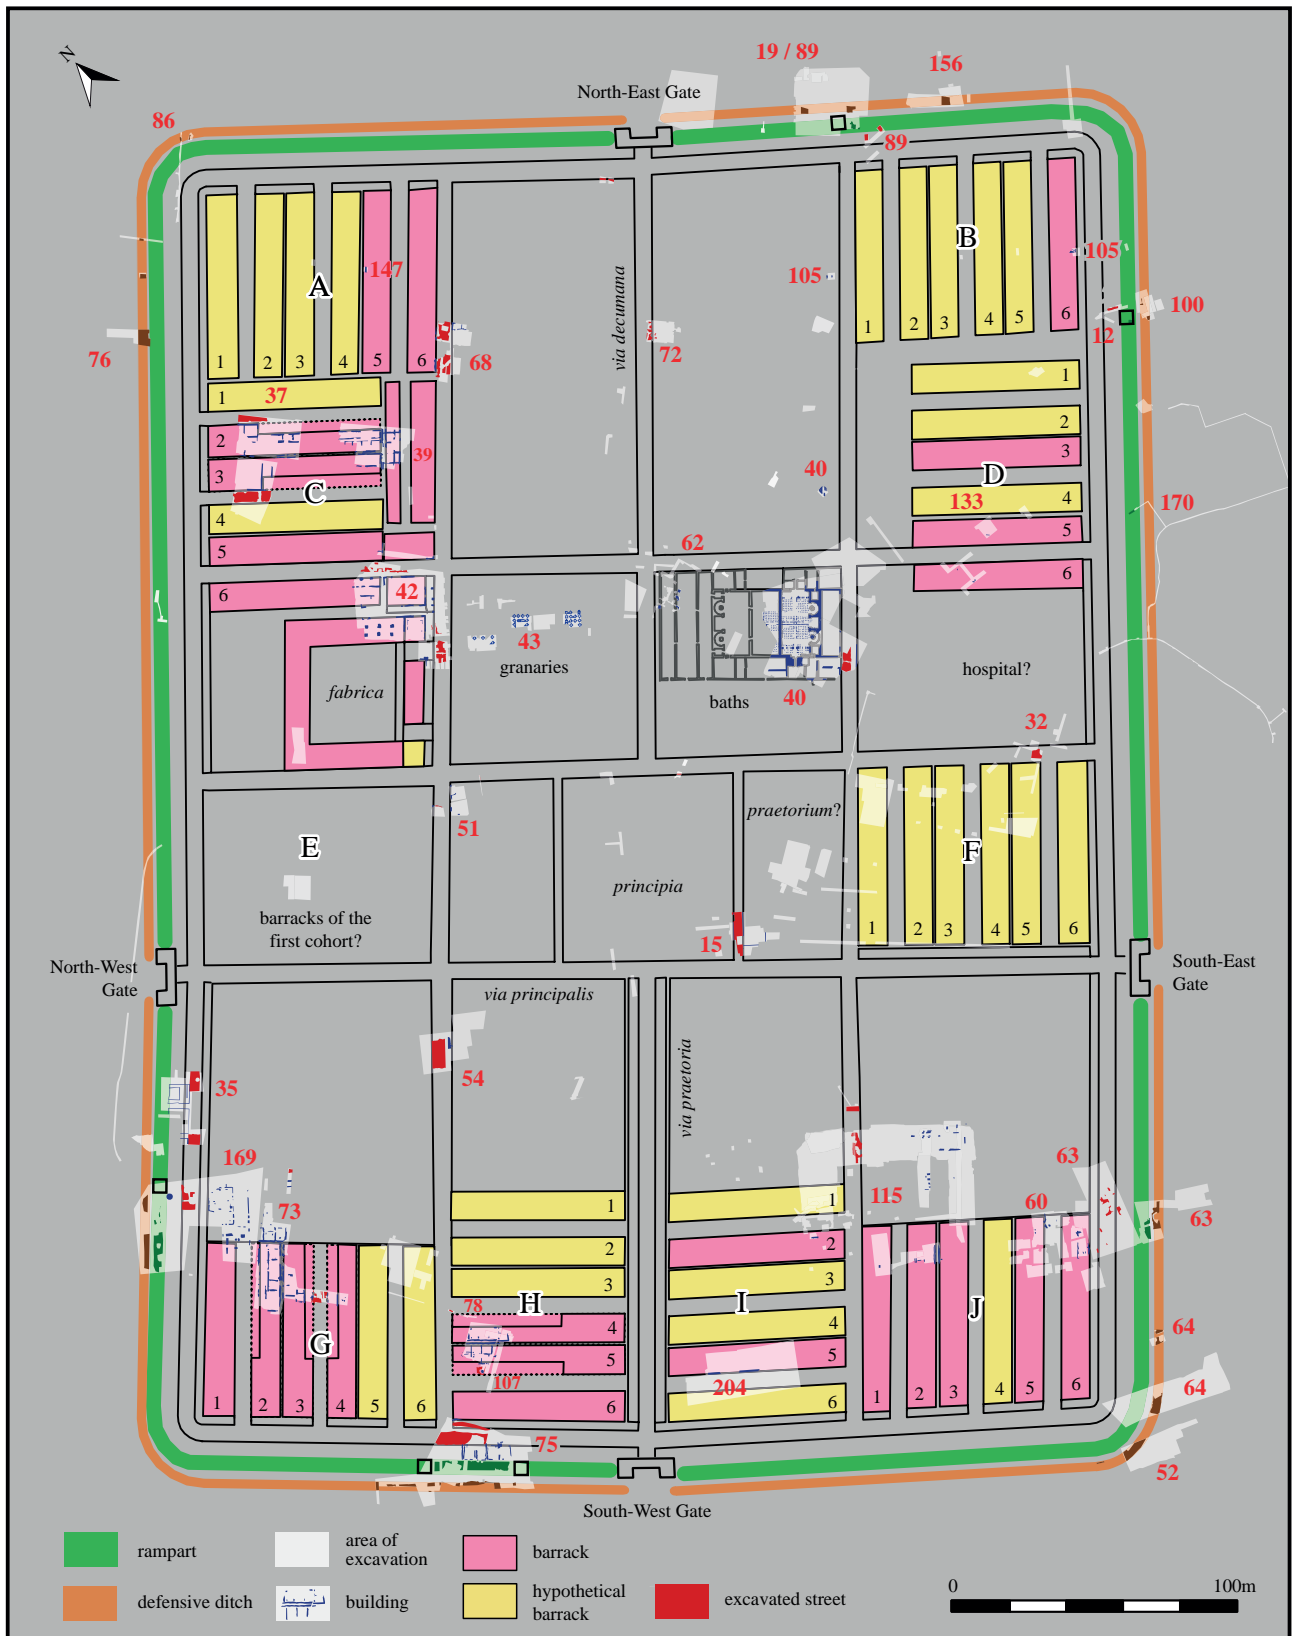 N
19 / 89
156
North-East Gate
86
89
A
B
147
105
105
100
12
via decumana
76
68
72
1
2
3
4
5
6
1
2
3
4
5
6
37
1
2
3
4
5
6
39
C
40
D
133
1
2
3
4
5
6
170
62
42
43
granaries
fabrica
baths
40
hospital?
32
51
E
barracks of the
first cohort?
principia
praetorium?
15
F
1
2
3
4
5
6
North-West
Gate
South-East
Gate
via principalis
via praetoria
54
35
169
73
63
115
60
63
1
2
3
4
5
6
G
78
H
1
2
3
4
5
6
107
I
1
2
3
4
5
6
204
J
1
2
3
4
5
6
64
64
52
75
South-West Gate
rampart
area of
excavation
barrack
defensive ditch
building
hypothetical
barrack
excavated street
0
100m